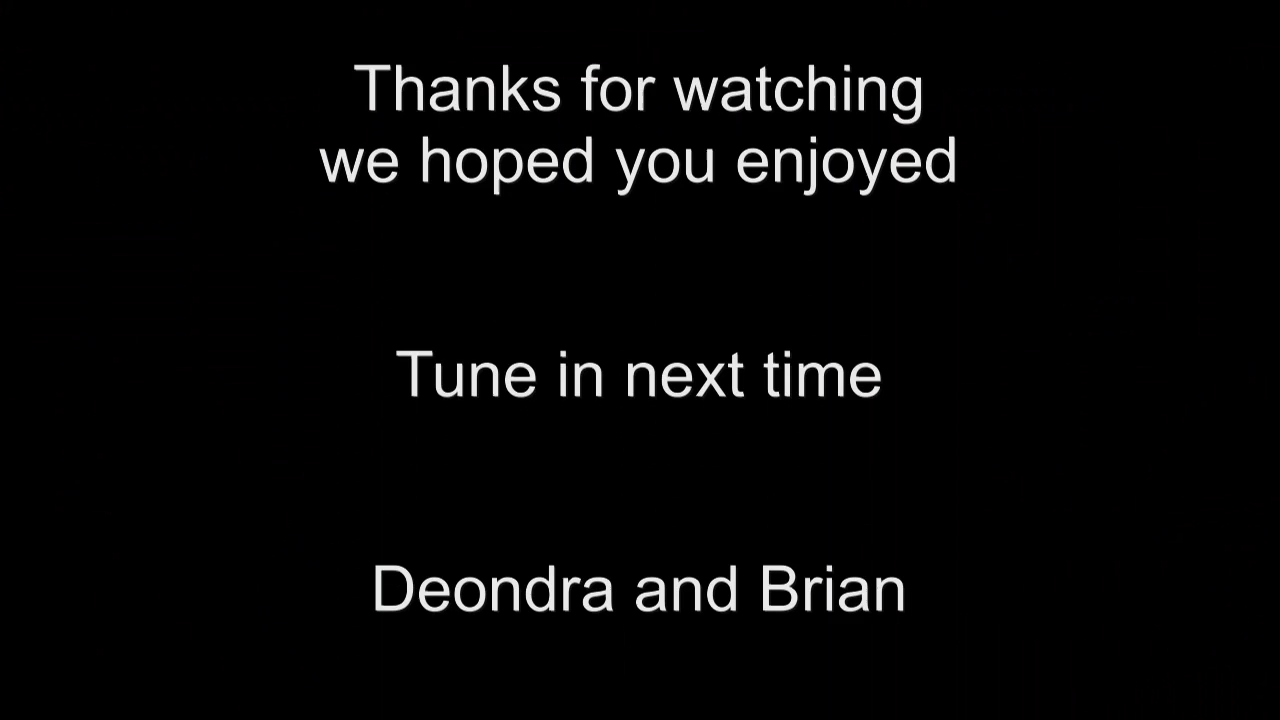 Thanks for watching
we hoped you enjoyed
Tune in next time
Deondra and Brian